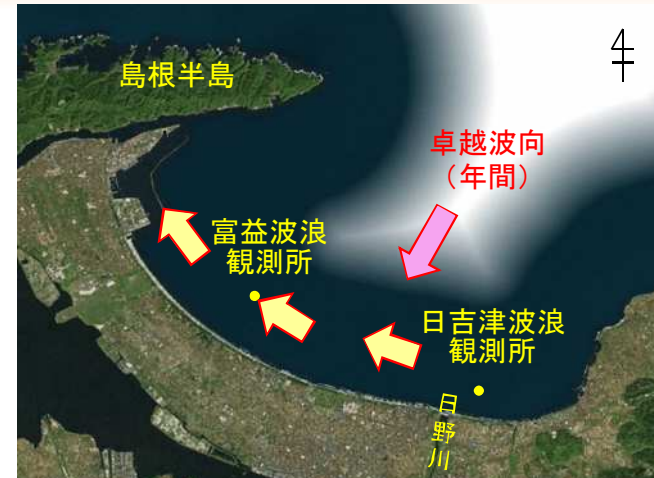 島根半島
卓越波向
（年間）
富益波浪
観測所
日吉津波浪
観測所
日野川